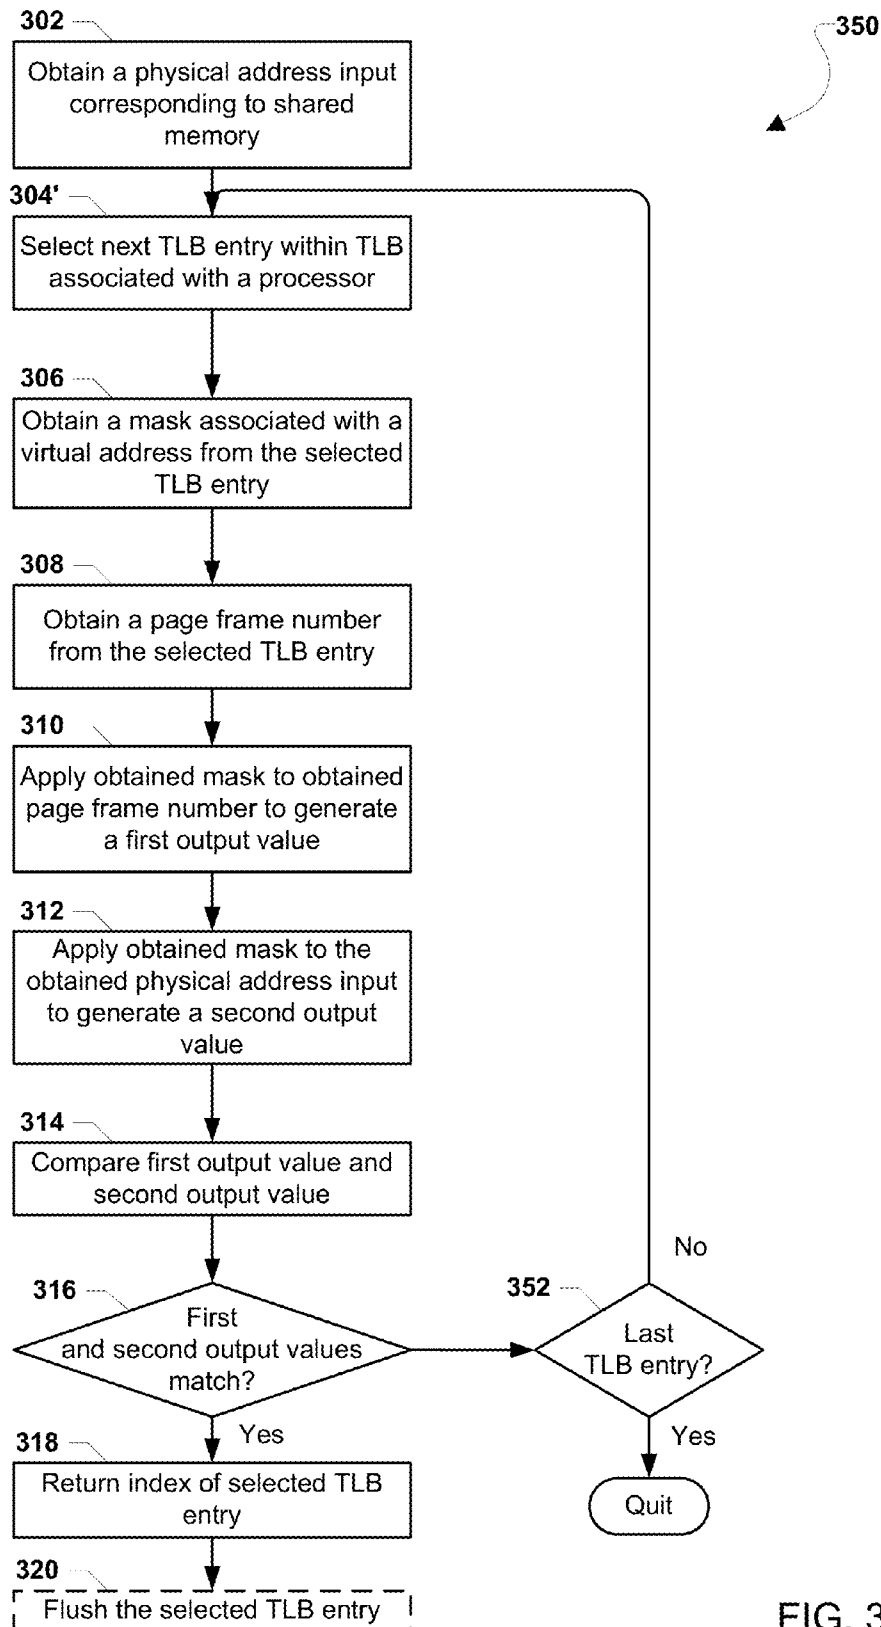 302
350
Obtain a physical address input
corresponding to shared
memory
304'
Select next TLB entry within TLB
associated with a processor
306
Obtain a mask associated with a
virtual address from the selected
TLB entry
308
Obtain a page frame number
from the selected TLB entry
310
Apply obtained mask to obtained
page frame number to generate
a first output value
312
Apply obtained mask to the
obtained physical address input
to generate a second output
value
314
Compare first output value and
second output value
No
316
352
First
and second output values
match?
Last
TLB entry?
Yes
Yes
318
Return index of selected TLB
entry
Quit
320
Flush the selected TLB entry
FIG. 3